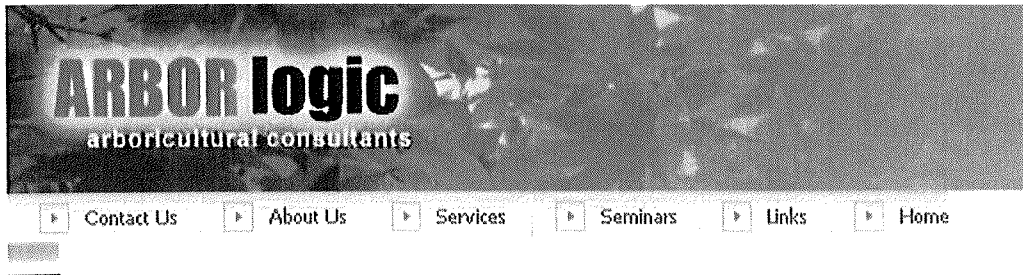 ARBOR logic
arboricultural consultants
Contact Us About Us Services Seminars Links Home